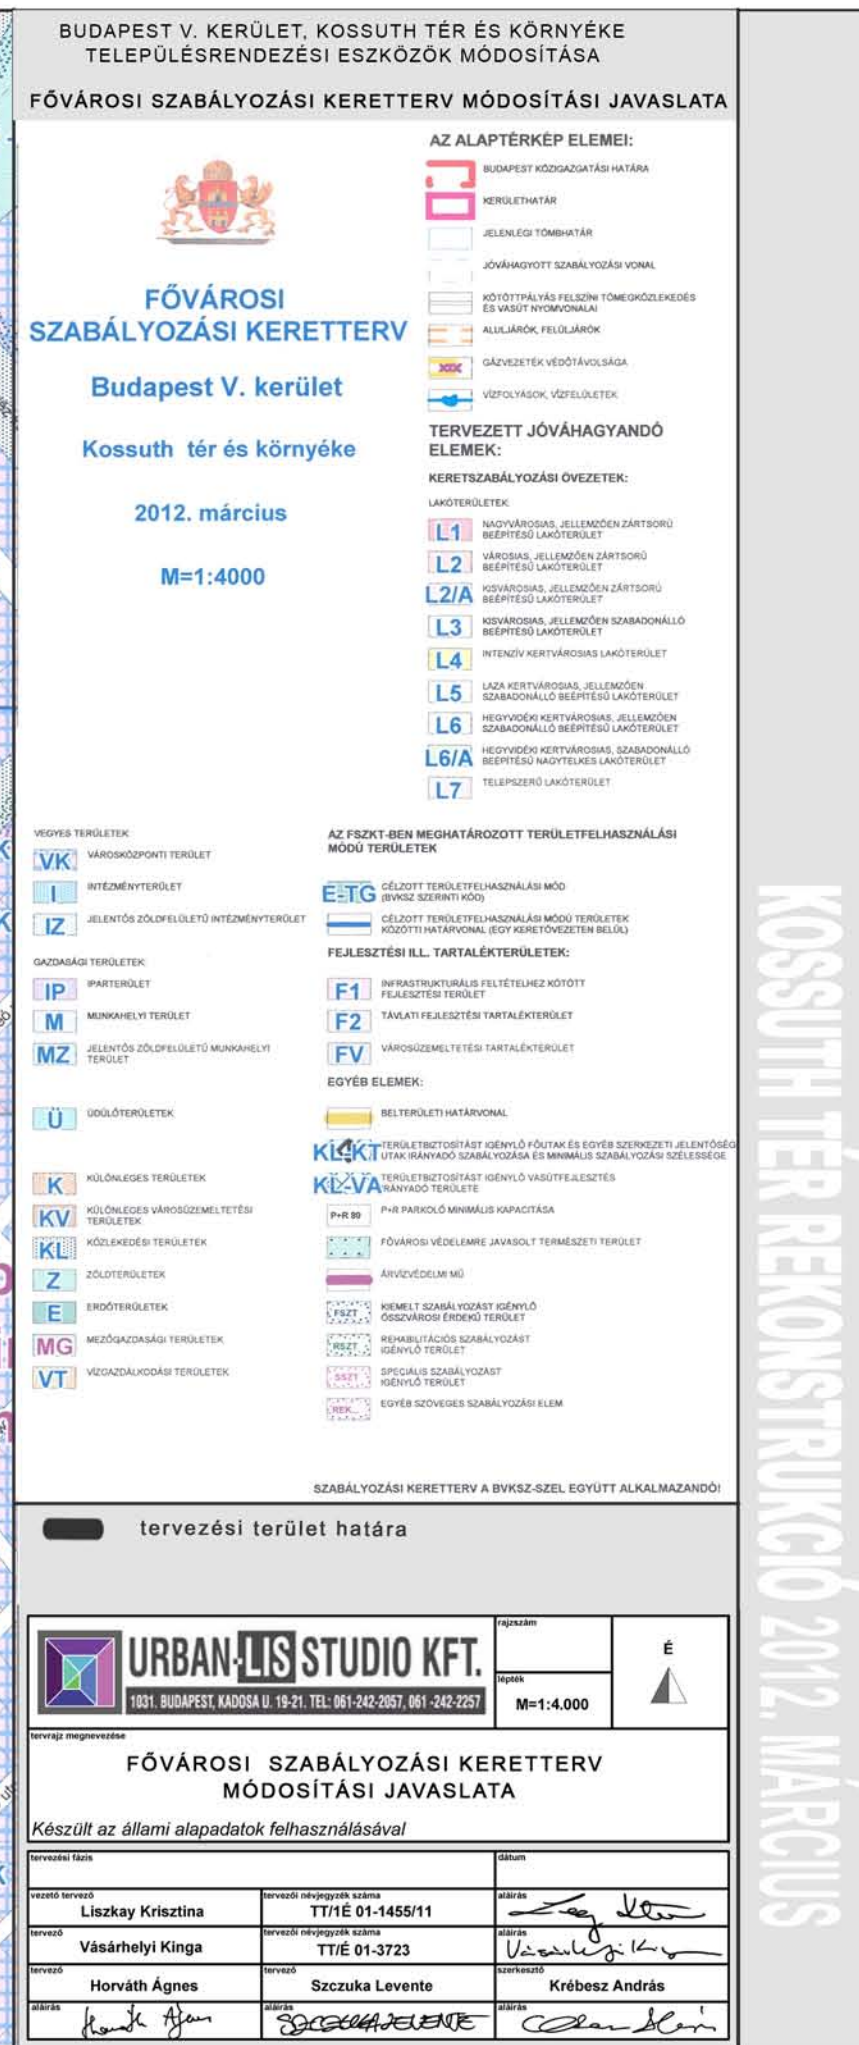 BUDAPEST V. KERÜLET, KOSSUTH TÉR ÉS KÖRNYÉKE
TELEPÜLÉSRENDEZÉSI ESZKÖZÖK MÓDOSÍTÁSA
FŐVÁROSI SZABÁLYOZÁSI KERETTERV MÓDOSÍTÁSI JAVASLATA
FŐVÁROSI
SZABÁLYOZÁSI KERETTERV
Budapest V. kerület
Kossuth tér és környéke
2012. március
M=1:4000
AZ ALAPTÉRKÉP ELEMEI:
BUDAPEST KÖZIGAZGATÁSI HATÁRA
KERÜLETHATÁR
JELENLEGI TÖMBHATÁR
JÓVÁHAGYOTT SZABÁLYOZÁSI VONAL
KÖTÖTTPÁLYÁS FELSZÍNI TÖMEGKÖZLEKEDÉS
ÉS VASÚT NYOMVONALAI
ALULJÁRÓK, FELÜLJÁRÓK
GÁZVEZETÉK VÉDŐTÁVOLSÁGA
VÍZFOLYÁSOK, VÍZFELÜLETEK
TERVEZETT JÓVÁHAGYANDÓ
ELEMEK:
KERETSZABÁLYOZÁSI ÖVEZETEK:
LAKÓTERÜLETEK
L1 NAGYVÁROSIAS, JELLEMZŐEN ZÁRTSORÚ
BEÉPÍTÉSŰ LAKÓTERÜLET
L2 VÁROSIAS, JELLEMZŐEN ZÁRTSORÚ
BEÉPÍTÉSŰ LAKÓTERÜLET
L2/A KISVÁROSIAS, JELLEMZŐEN ZÁRTSORÚ
BEÉPÍTÉSŰ LAKÓTERÜLET
L3 KISVÁROSIAS, JELLEMZŐEN SZABADONÁLLÓ
BEÉPÍTÉSŰ LAKÓTERÜLET
L4 INTENZÍV KERTVÁROSIAS LAKÓTERÜLET
L5 LAZA KERTVÁROSIAS, JELLEMZŐEN
SZABADONÁLLÓ BEÉPÍTÉSŰ LAKÓTERÜLET
L6 HEGYVIDÉKI KERTVÁROSIAS, JELLEMZŐEN
SZABADONÁLLÓ BEÉPÍTÉSŰ LAKÓTERÜLET
L6/A HEGYVIDÉKI KERTVÁROSIAS, SZABADONÁLLÓ
BEÉPÍTÉSŰ NAGYTELKES LAKÓTERÜLET
L7 TELEPSZERŰ LAKÓTERÜLET
VEGYES TERÜLETEK
VK VÁROSKÖZPONTI TERÜLET
I INTÉZMÉNYTERÜLET
IZ JELENTŐS ZÖLDFELÜLETŰ INTÉZMÉNYTERÜLET
GAZDASÁGI TERÜLETEK
IP IPARTERÜLET
M MUNKAHELYI TERÜLET
MZ JELENTŐS ZÖLDFELÜLETŰ MUNKAHELYI
TERÜLET
Ü ÜDÜLŐTERÜLETEK
K KÜLÖNLEGES TERÜLETEK
KV KÜLÖNLEGES VÁROSÜZEMELTETÉSI
TERÜLETEK
KL KÖZLEKEDÉSI TERÜLETEK
Z ZÖLDTERÜLETEK
E ERDŐTERÜLETEK
MG MEZŐGAZDASÁGI TERÜLETEK
VT VÍZGAZDÁLKODÁSI TERÜLETEK
AZ FSZKT-BEN MEGHATÁROZOTT TERÜLETFELHASZNÁLÁSI
MÓDÚ TERÜLETEK
E-TG CÉLZOTT TERÜLETFELHASZNÁLÁSI MÓD
(BVKSZ SZERINTI KÓD)
CÉLZOTT TERÜLETFELHASZNÁLÁSI MÓDÚ TERÜLETEK
KÖZÖTTI HATÁRVONAL (EGY KERETÖVEZETEN BELÜL)
FEJLESZTÉSI ILL. TARTALÉKTERÜLETEK:
F1 INFRASTRUKTURÁLIS FELTÉTELHEZ KÖTÖTT
FEJLESZTÉSI TERÜLET
F2 TÁVLATI FEJLESZTÉSI TARTALÉKTERÜLET
FV VÁROSÜZEMELTETÉSI TARTALÉKTERÜLET
EGYÉB ELEMEK:
BELTERÜLETI HATÁRVONAL
KL-KT TERÜLETBIZTOSÍTÁST IGÉNYLŐ FŐUTAK ÉS EGYÉB SZERKEZETI JELENTŐSÉG
UTAK IRÁNYADÓ SZABÁLYOZÁSA ÉS MINIMÁLIS SZABÁLYOZÁSI SZÉLESSÉGE
KL-VA TERÜLETBIZTOSÍTÁST IGÉNYLŐ VASÚTFEJLESZTÉS
IRÁNYADÓ TERÜLETE
P+R 80 P+R PARKOLÓ MINIMÁLIS KAPACITÁSA
FŐVÁROSI VÉDELEMRE JAVASOLT TERMÉSZETI TERÜLET
ÁRVÍZVÉDELMI MŰ
FSZT KIEMELT SZABÁLYOZÁST IGÉNYLŐ
ÖSSZVÁROSI ÉRDEKŰ TERÜLET
RSZT REHABILITÁCIÓS SZABÁLYOZÁST
IGÉNYLŐ TERÜLET
SSZT SPECIÁLIS SZABÁLYOZÁST
IGÉNYLŐ TERÜLET
REK... EGYÉB SZÖVEGES SZABÁLYOZÁSI ELEM
SZABÁLYOZÁSI KERETTERV A BVKSZ-SZEL EGYÜTT ALKALMAZANDÓ!
tervezési terület határa
URBAN-LIS STUDIO KFT.
1031. BUDAPEST, KADOSA U. 19-21. TEL: 061-242-2057, 061 -242-2257
rajzszám
lépték
M=1:4.000
É
tervrajz megnevezése
FŐVÁROSI SZABÁLYOZÁSI KERETTERV
MÓDOSÍTÁSI JAVASLATA
Készült az állami alapadatok felhasználásával
tervezési fázis
dátum
vezető tervező
Liszkay Krisztina
tervezői névjegyzék száma
TT/1É 01-1455/11
aláírás
tervező
Vásárhelyi Kinga
tervezői névjegyzék száma
TT/É 01-3723
aláírás
Vásárhelyi Kinga
tervező
Horváth Ágnes
tervező
Szczuka Levente
szerkesztő
Krébesz András
aláírás
Horváth Ágnes
aláírás
SZCZUKA LEVENTE
aláírás
KOSSUTH TÉR REKONSTRUKCIÓ 2012. MÁRCIUS